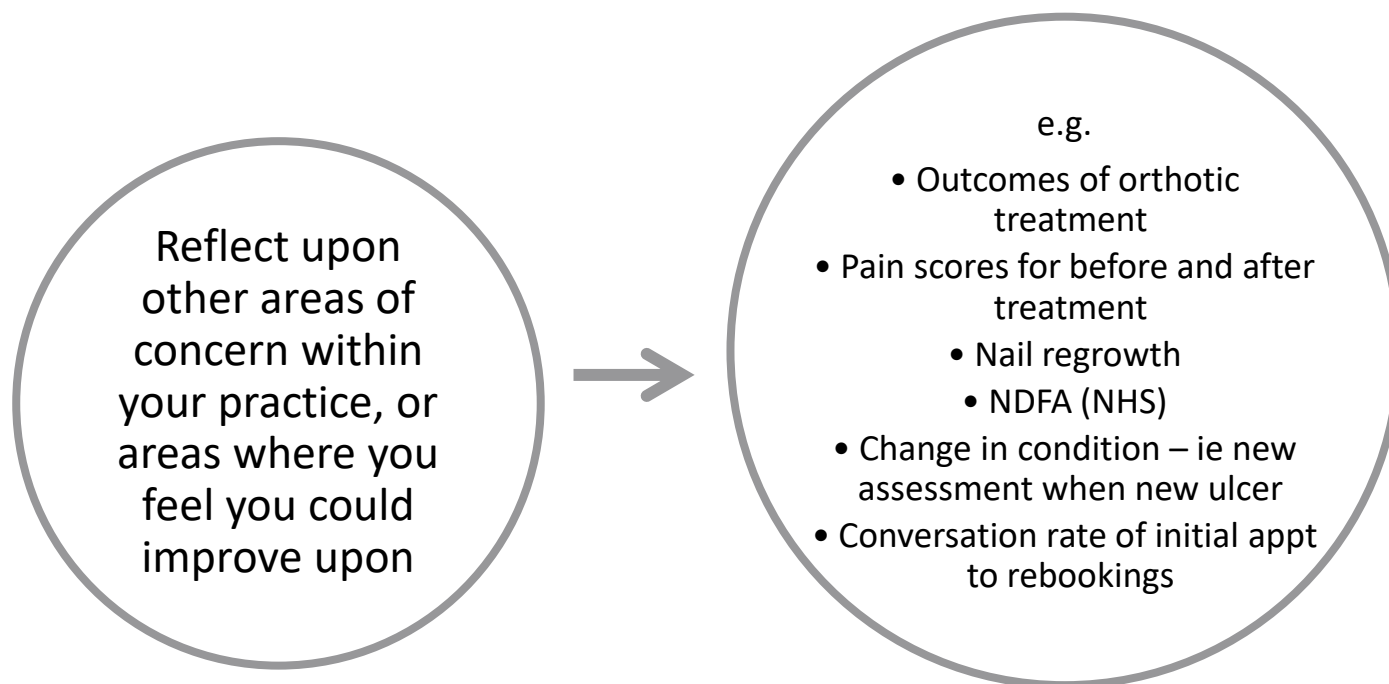 Reflect upon
other areas of
concern within
your practice, or
areas where you
feel you could
improve upon
e.g.
• Outcomes of orthotic
treatment
• Pain scores for before and after
treatment
• Nail regrowth
• NDFA (NHS)
• Change in condition – ie new
assessment when new ulcer
• Conversation rate of initial appt
to rebookings